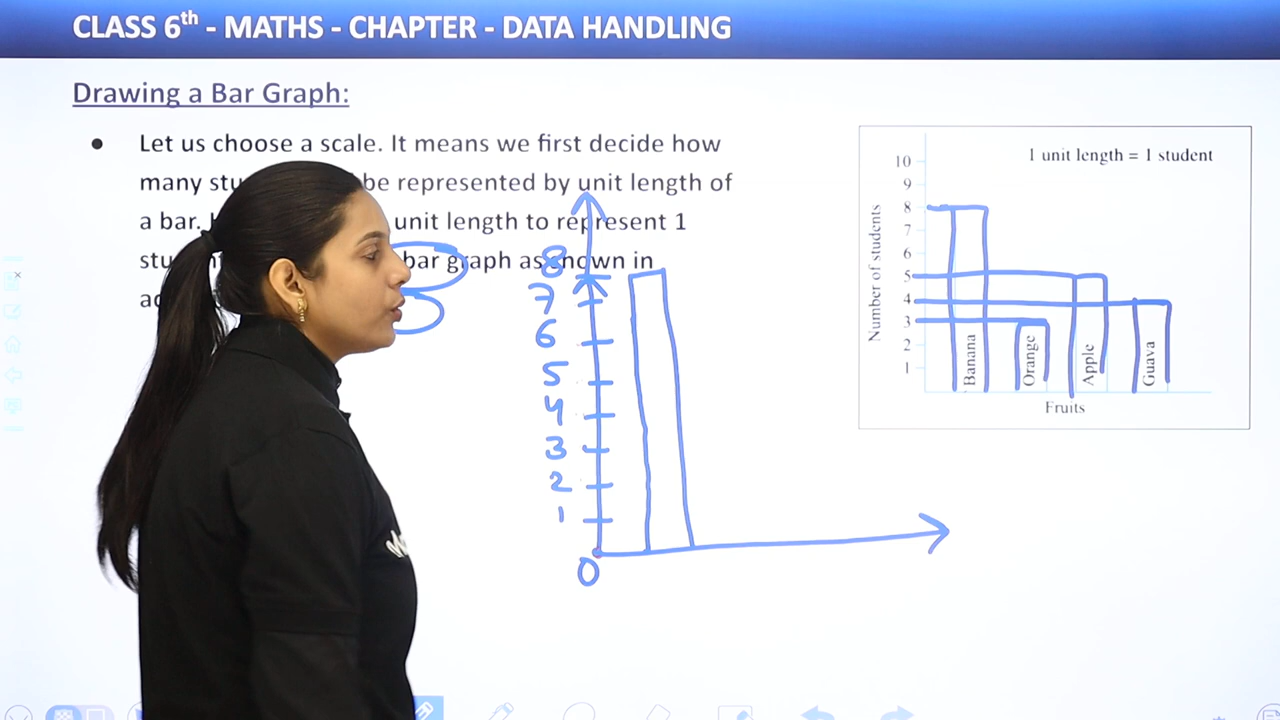 CLASS 6th - MATHS - CHAPTER - DATA HANDLING
Drawing a Bar Graph:
Let us choose a scale. It means we first decide how
many be represented by unit length of
a bar. unit length to represent 1
bar graph as shown in
8
7
6
5
4
3
2
1
0
1 unit length = 1 student
Number of students
10
9
8
7
6
5
4
3
2
1
Banana
Orange
Apple
Guava
Fruits